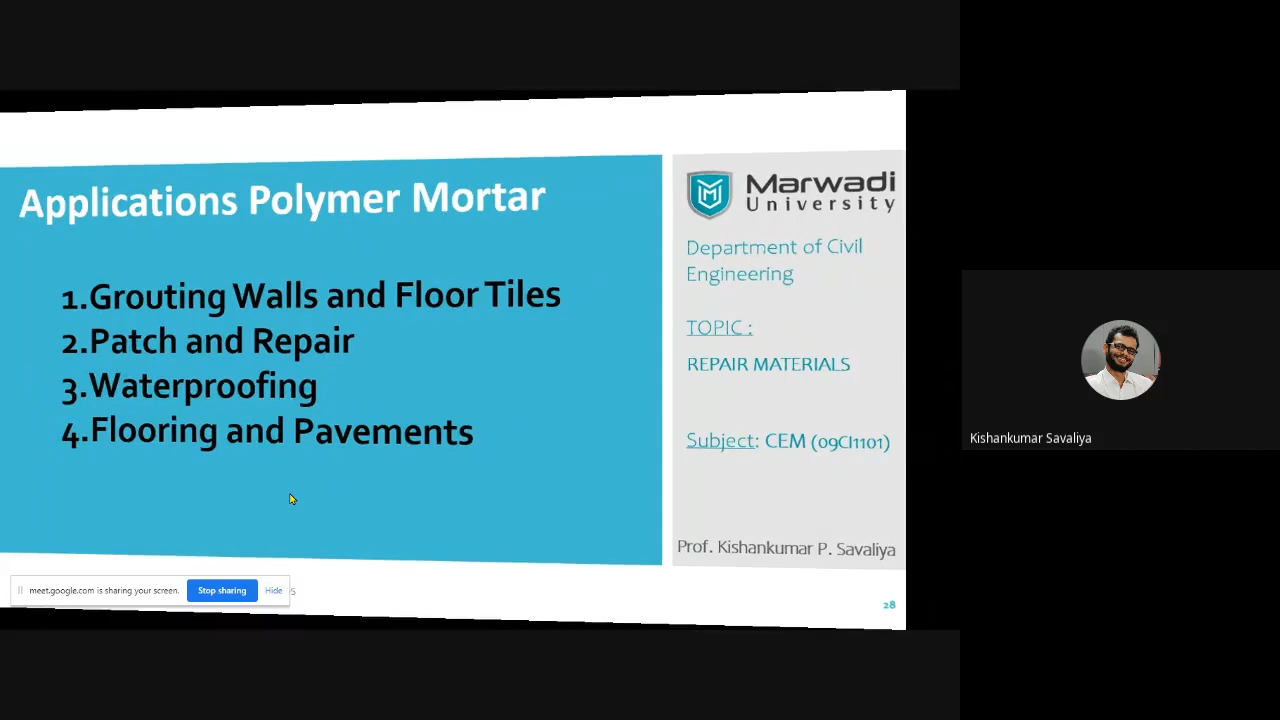 Applications Polymer Mortar
1.Grouting Walls and Floor Tiles
2.Patch and Repair
3.Waterproofing
4.Flooring and Pavements
Marwadi
University
Department of Civil
Engineering
TOPIC :
REPAIR MATERIALS
Subject: CEM (09CI1101)
Prof. Kishankumar P. Savaliya
meet.google.com is sharing your screen. Stop sharing Hide
28
Kishankumar Savaliya